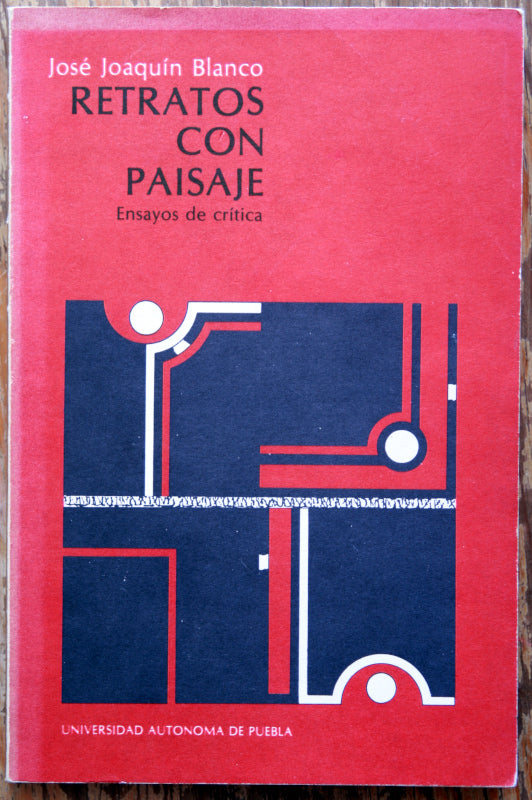 José Joaquín Blanco
RETRATOS
CON
PAISAJE
Ensayos de crítica
UNIVERSIDAD AUTONOMA DE PUEBLA